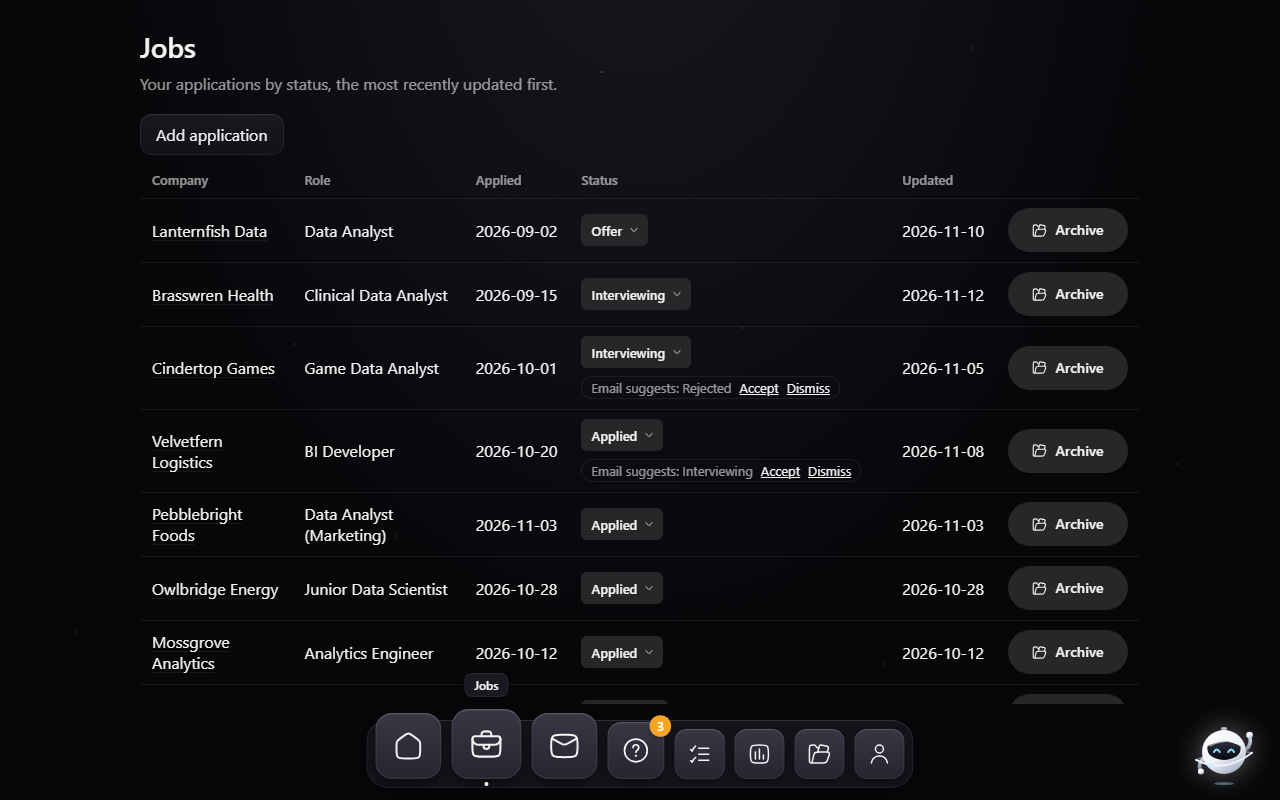 Jobs
Your applications by status, the most recently updated first.
Add application
Company Role Applied Status Updated
Lanternfish Data Data Analyst 2026-09-02 Offer 2026-11-10 Archive
Brasswren Health Clinical Data Analyst 2026-09-15 Interviewing 2026-11-12 Archive
Interviewing
Cindertop Games Game Data Analyst 2026-10-01 2026-11-05 Archive
Email suggests: Rejected Accept Dismiss
Applied
Velvetfern
Logistics
BI Developer 2026-10-20 2026-11-08 Archive
Email suggests: Interviewing Accept Dismiss
Pebblebright
Foods
Data Analyst
(Marketing)
2026-11-03 Applied 2026-11-03 Archive
Owlbridge Energy Junior Data Scientist 2026-10-28 Applied 2026-10-28 Archive
Mossgrove
Analytics
Analytics Engineer 2026-10-12 Applied 2026-10-12 Archive
Jobs
3